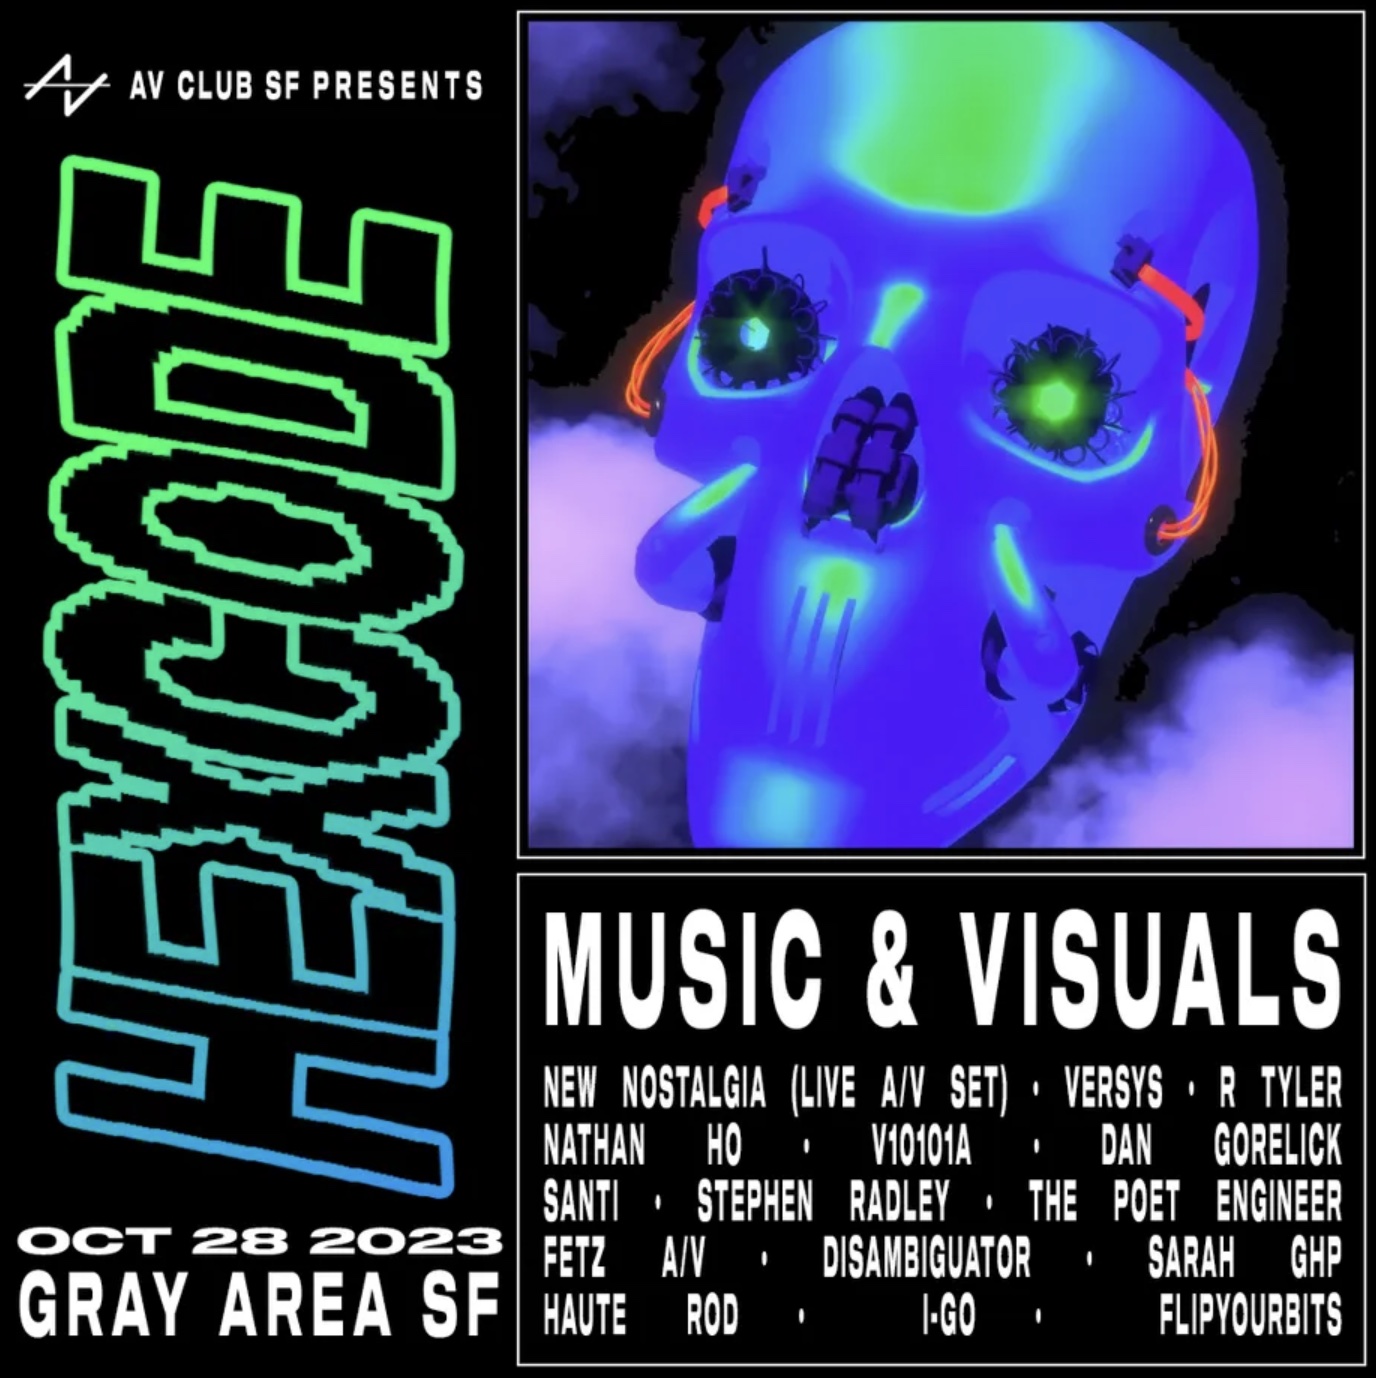 AV CLUB SF PRESENTS
HEXCODE
OCT 28 2023
GRAY AREA SF
MUSIC & VISUALS
NEW NOSTALGIA (LIVE A/V SET) · VERSYS · R TYLER
NATHAN HO · V10101A · DAN GORELICK
SANTI · STEPHEN RADLEY · THE POET ENGINEER
FETZ A/V · DISAMBIGUATOR · SARAH GHP
HAUTE ROD · I-GO · FLIPYOURBITS